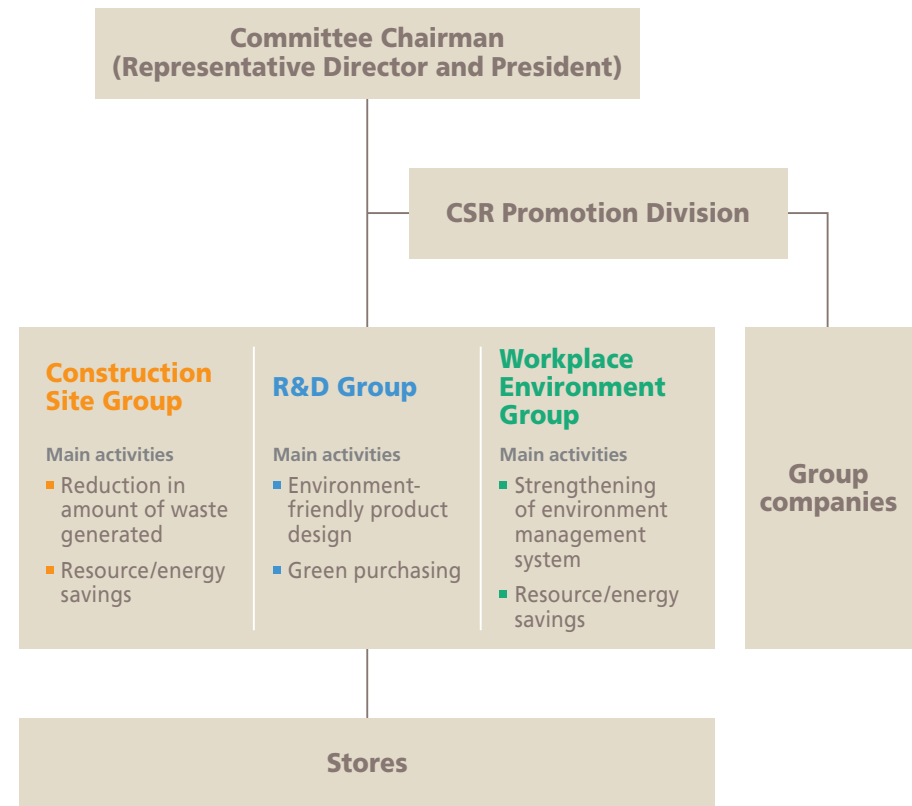 Committee Chairman
(Representative Director and President)
CSR Promotion Division
Construction
Site Group
Main activities
Reduction in
amount of waste
generated
Resource/energy
savings
R&D Group
Main activities
Environment-
friendly product
design
Green purchasing
Workplace
Environment
Group
Main activities
Strengthening
of environment
management
system
Resource/energy
savings
Group
companies
Stores